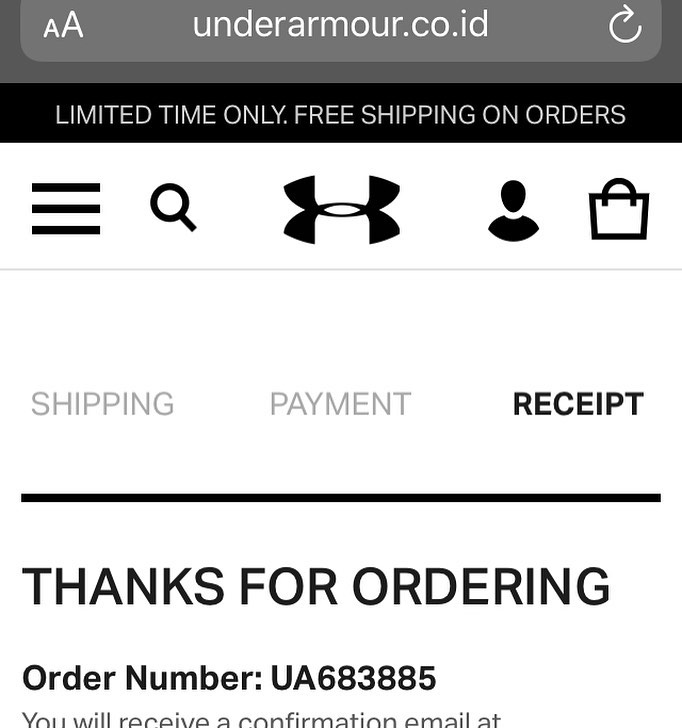 AA underarmour.co.id
LIMITED TIME ONLY. FREE SHIPPING ON ORDERS
SHIPPING PAYMENT RECEIPT
THANKS FOR ORDERING
Order Number: UA683885
You will receive a confirmation email at